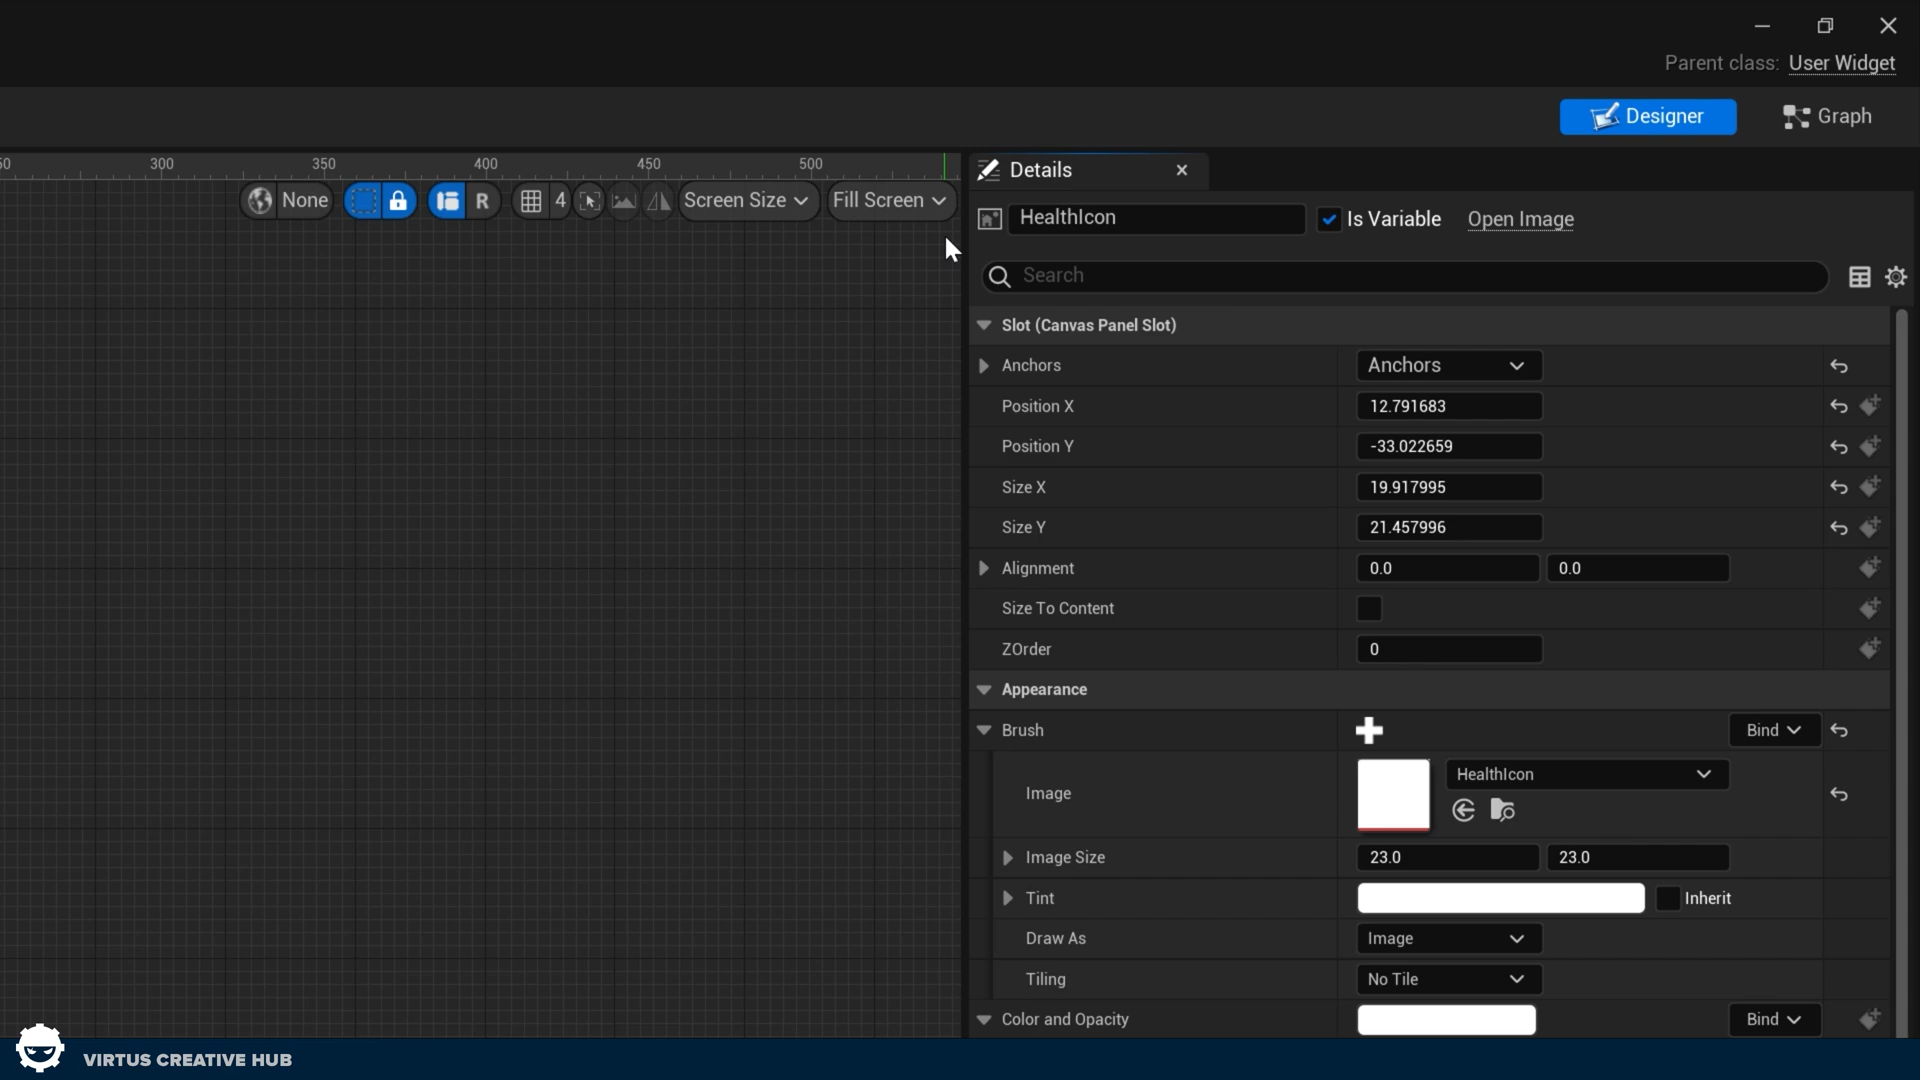 Parent class: User Widget
Designer Graph
50 300 350 400 450 500
None R 4 Screen Size Fill Screen
Details
HealthIcon Is Variable Open Image
Search
Slot (Canvas Panel Slot)
Anchors Anchors
Position X 12.791683
Position Y -33.022659
Size X 19.917995
Size Y 21.457996
Alignment 0.0 0.0
Size To Content
ZOrder 0
Appearance
Brush Bind
Image HealthIcon
Image Size 23.0 23.0
Tint Inherit
Draw As Image
Tiling No Tile
Color and Opacity Bind
VIRTUS CREATIVE HUB